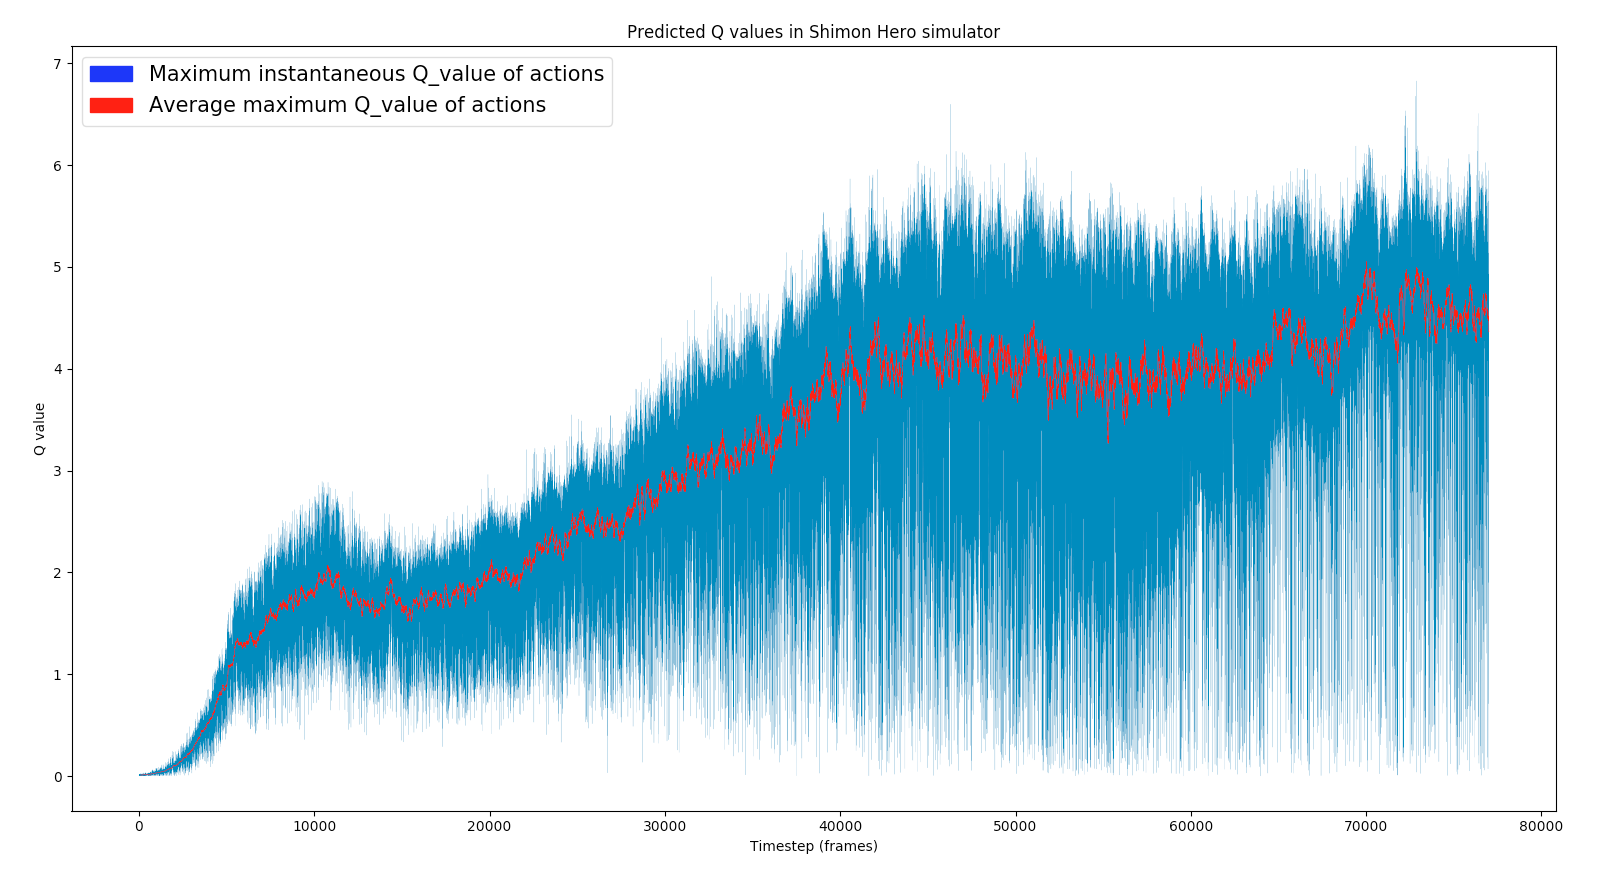 Predicted Q values in Shimon Hero simulator
Maximum instantaneous Q_value of actions
Average maximum Q_value of actions
7
6
5
4
3
2
1
0
Q value
0 10000 20000 30000 40000 50000 60000 70000 80000
Timestep (frames)